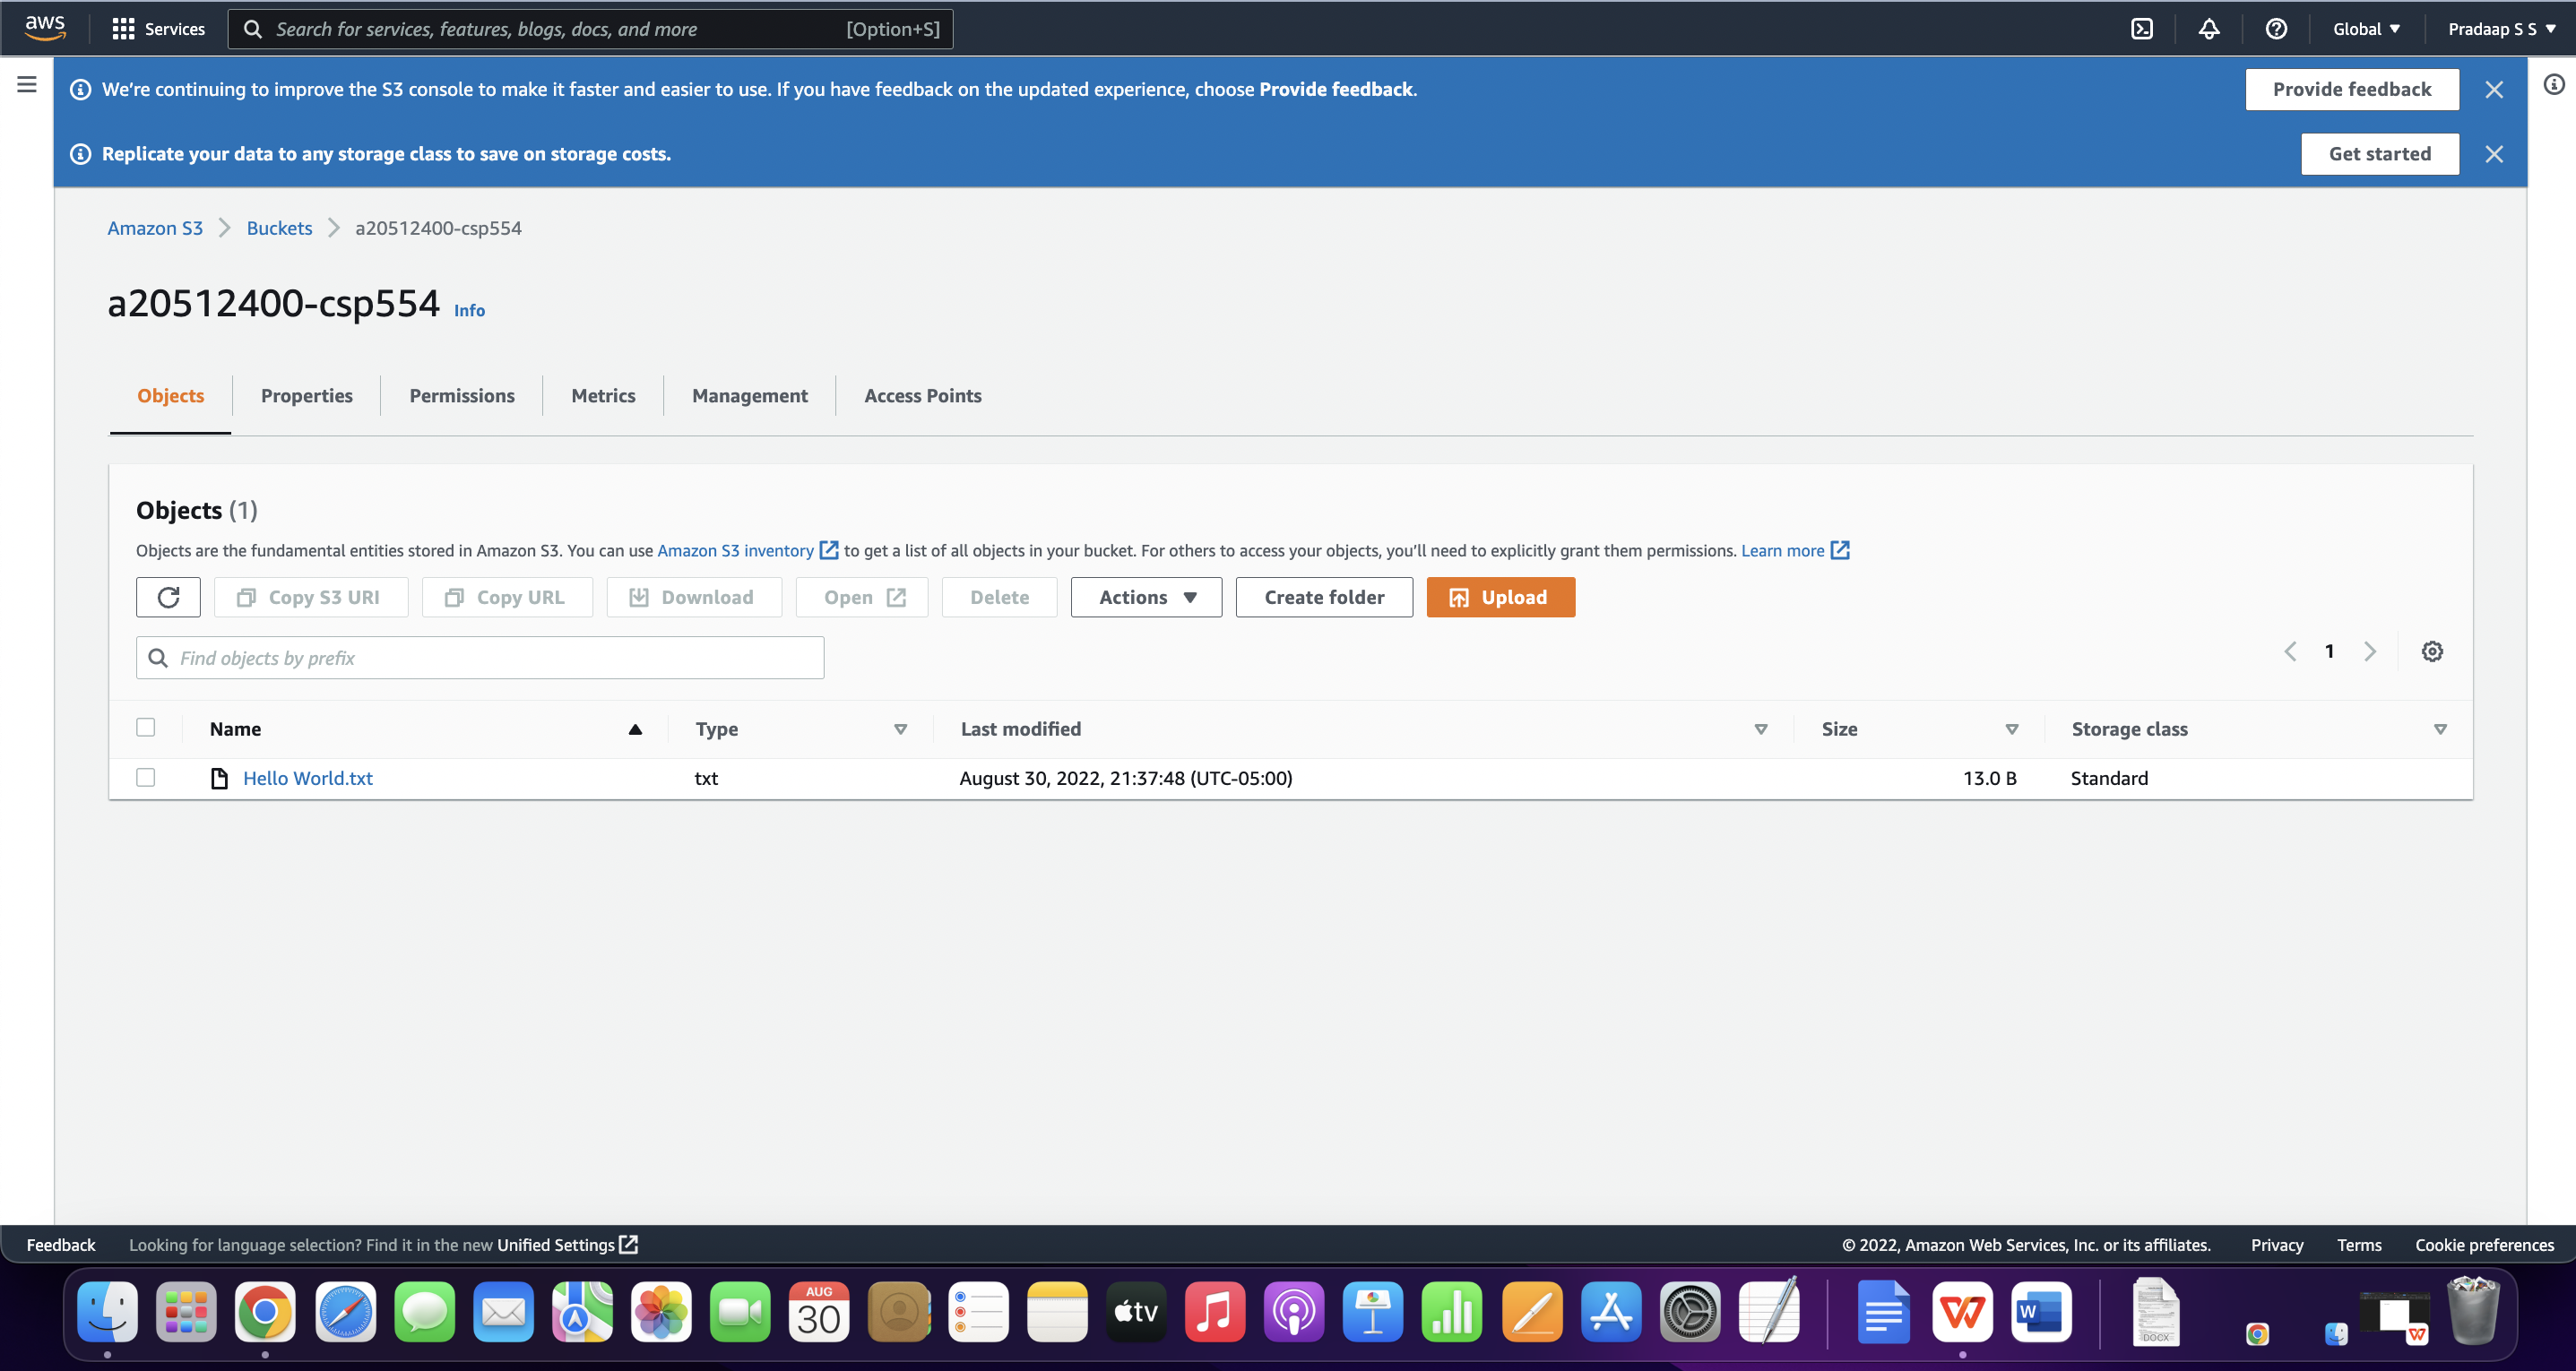 aws Services Search for services, features, blogs, docs, and more [Option+S] Global Pradaap S S
We're continuing to improve the S3 console to make it faster and easier to use. If you have feedback on the updated experience, choose Provide feedback. Provide feedback
Replicate your data to any storage class to save on storage costs. Get started
Amazon S3 Buckets a20512400-csp554
a20512400-csp554 Info
Objects Properties Permissions Metrics Management Access Points
Objects (1)
Objects are the fundamental entities stored in Amazon S3. You can use Amazon S3 inventory to get a list of all objects in your bucket. For others to access your objects, you'll need to explicitly grant them permissions. Learn more
Copy S3 URI Copy URL Download Open Delete Actions Create folder Upload
Find objects by prefix 1
Name Type Last modified Size Storage class
Hello World.txt txt August 30, 2022, 21:37:48 (UTC-05:00) 13.0 B Standard
Feedback Looking for language selection? Find it in the new Unified Settings © 2022, Amazon Web Services, Inc. or its affiliates. Privacy Terms Cookie preferences
AUG
30 tv W W DOCX W